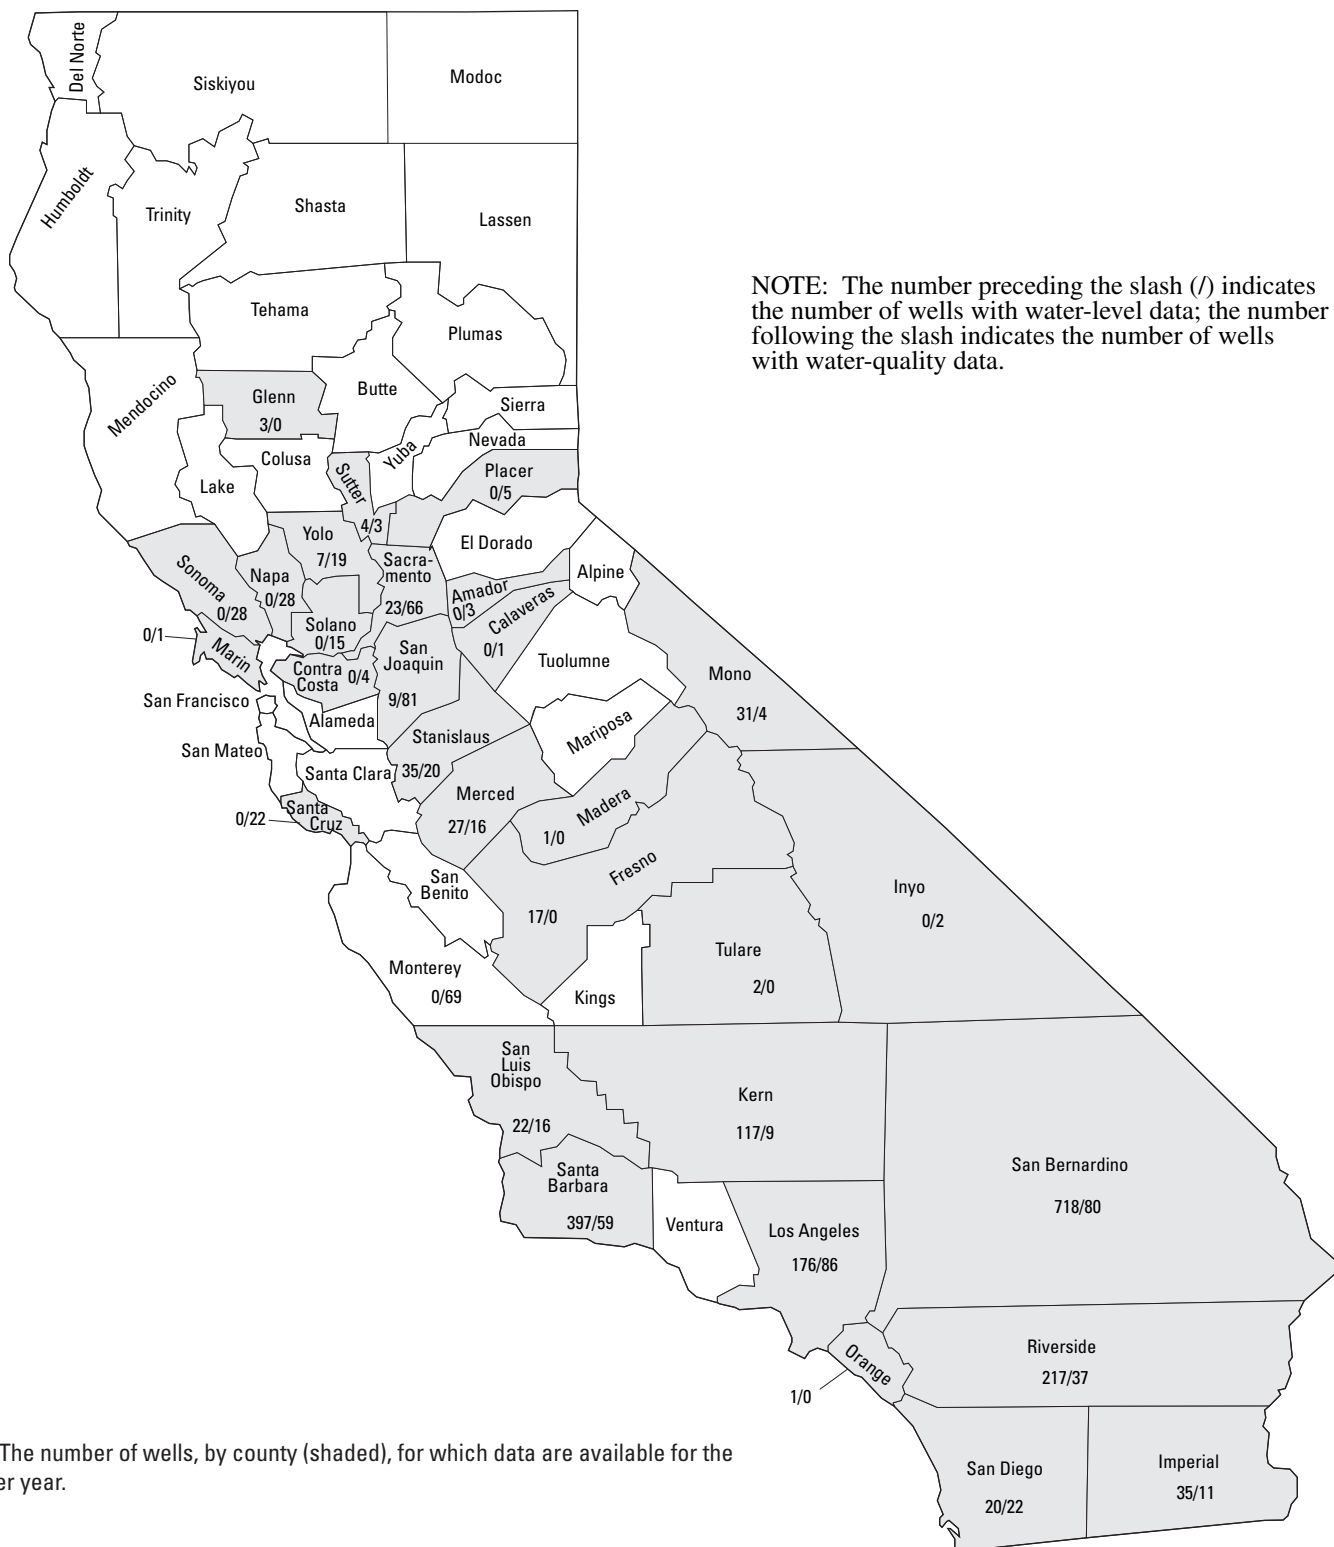 Del Norte
Siskiyou
Modoc
Humboldt
Trinity
Shasta
Lassen
NOTE: The number preceding the slash (/) indicates
the number of wells with water-level data; the number
following the slash indicates the number of wells
with water-quality data.
Tehama
Plumas
Mendocino
Glenn
3/0
Butte
Sierra
Lake
Colusa
Sutter
4/3
Yuba
Nevada
Placer
0/5
El Dorado
Sonoma
0/28
Napa
0/28
Yolo
7/19
Sacra-
mento
23/66
Amador
0/3
Calaveras
0/1
Alpine
0/1
Marin
Solano
0/15
Contra
Costa
0/4
San
Joaquin
9/81
Tuolumne
Mono
31/4
San Francisco
Alameda
Stanislaus
35/20
Mariposa
San Mateo
Santa Clara
Merced
27/16
Madera
1/0
0/22
Santa
Cruz
San
Benito
Fresno
17/0
Inyo
0/2
Monterey
0/69
Kings
Tulare
2/0
San
Luis
Obispo
22/16
Kern
117/9
San Bernardino
718/80
Santa
Barbara
397/59
Ventura
Los Angeles
176/86
Orange
1/0
Riverside
217/37
San Diego
20/22
Imperial
35/11
The number of wells, by county (shaded), for which data are available for the
er year.